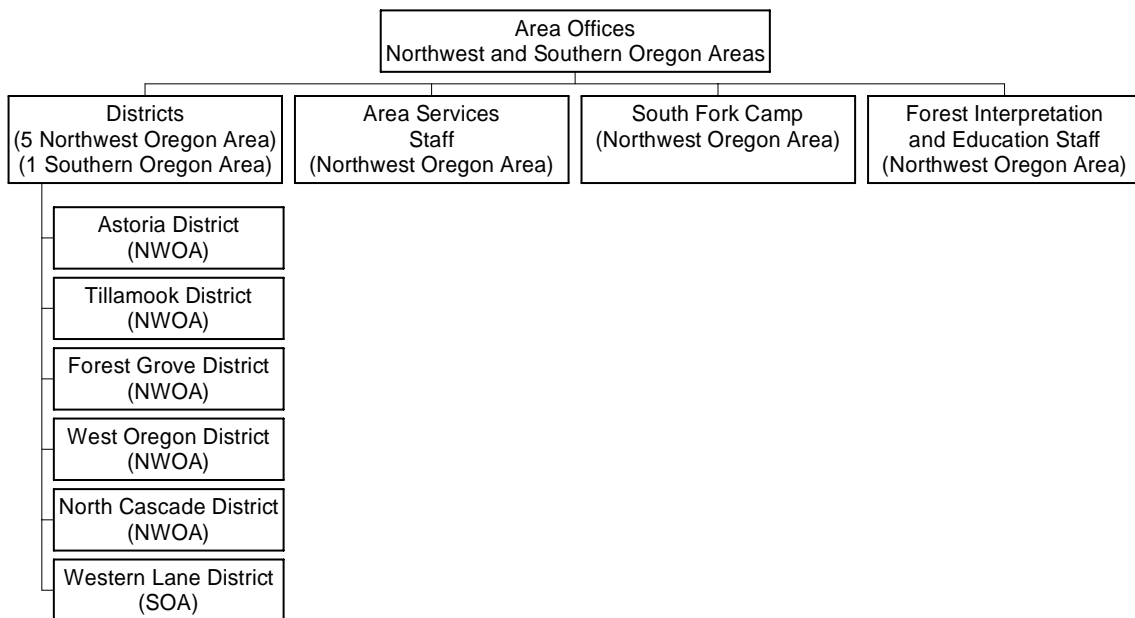 Area Offices
Northwest and Southern Oregon Areas
Districts
(5 Northwest Oregon Area)
(1 Southern Oregon Area)
Area Services
Staff
(Northwest Oregon Area)
South Fork Camp
(Northwest Oregon Area)
Forest Interpretation
and Education Staff
(Northwest Oregon Area)
Astoria District
(NWOA)
Tillamook District
(NWOA)
Forest Grove District
(NWOA)
West Oregon District
(NWOA)
North Cascade District
(NWOA)
Western Lane District
(SOA)